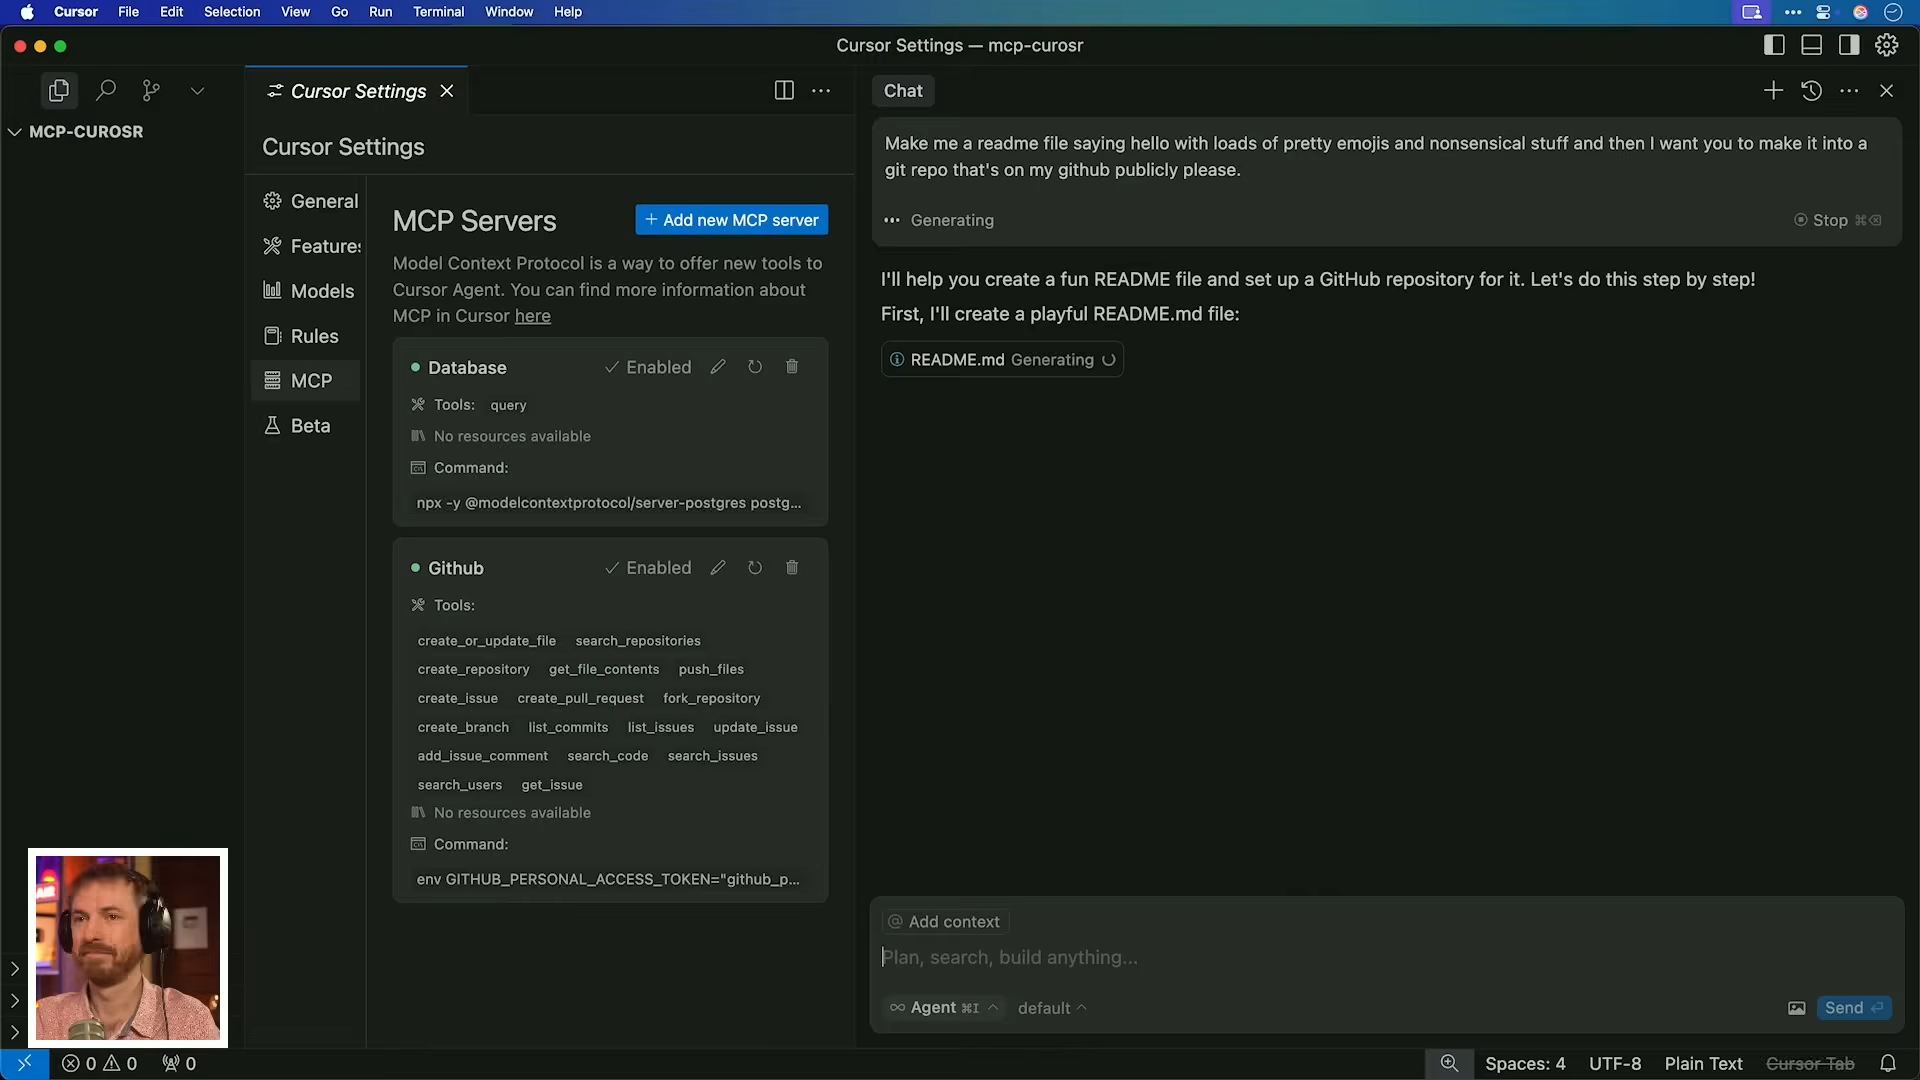 Cursor File Edit Selection View Go Run Terminal Window Help
Cursor Settings — mcp-curosr
MCP-CUROSR
Cursor Settings
Cursor Settings
General
Features
Models
Rules
MCP
Beta
MCP Servers
+ Add new MCP server
Model Context Protocol is a way to offer new tools to
Cursor Agent. You can find more information about
MCP in Cursor here
Database Enabled
Tools: query
No resources available
Command:
npx -y @modelcontextprotocol/server-postgres postg...
Github Enabled
Tools:
create_or_update_file search_repositories
create_repository get_file_contents push_files
create_issue create_pull_request fork_repository
create_branch list_commits list_issues update_issue
add_issue_comment search_code search_issues
search_users get_issue
No resources available
Command:
env GITHUB_PERSONAL_ACCESS_TOKEN="github_p...
Chat
Make me a readme file saying hello with loads of pretty emojis and nonsensical stuff and then I want you to make it into a
git repo that's on my github publicly please.
Generating Stop ⌘⌫
I'll help you create a fun README file and set up a GitHub repository for it. Let's do this step by step!
First, I'll create a playful README.md file:
README.md Generating
@ Add context
Plan, search, build anything...
∞ Agent ⌘I default Send
0 0 0 Spaces: 4 UTF-8 Plain Text Cursor Tab